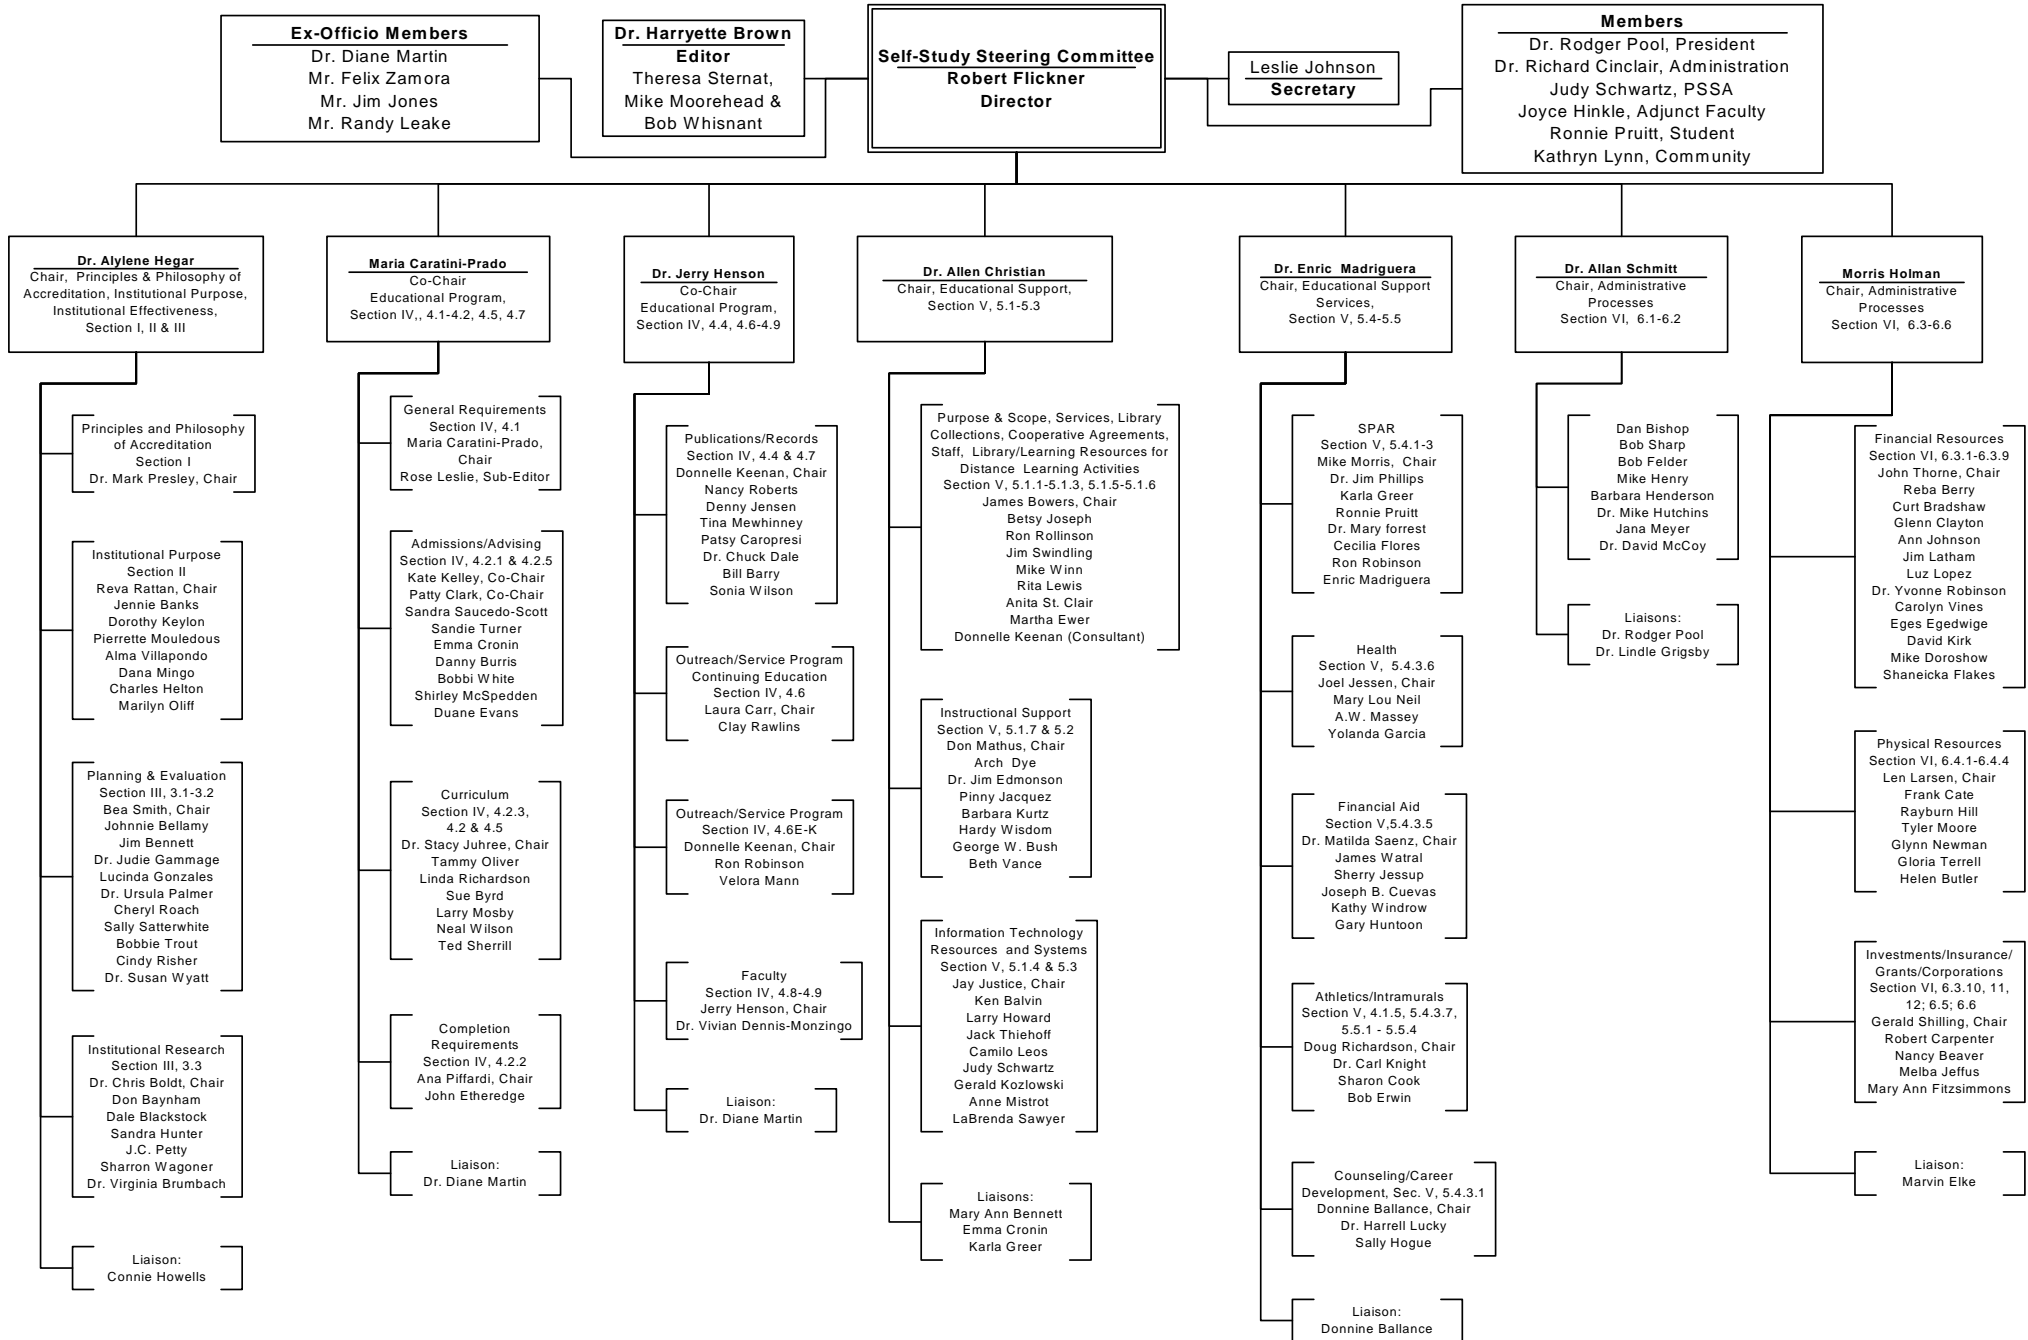 Ex-Officio Members
Dr. Diane Martin
Mr. Felix Zamora
Mr. Jim Jones
Mr. Randy Leake
Dr. Harryette Brown
Editor
Theresa Sternat,
Mike Moorehead &
Bob Whisnant
Self-Study Steering Committee
Robert Flickner
Director
Leslie Johnson
Secretary
Members
Dr. Rodger Pool, President
Dr. Richard Cinclair, Administration
Judy Schwartz, PSSA
Joyce Hinkle, Adjunct Faculty
Ronnie Pruitt, Student
Kathryn Lynn, Community
Dr. Alylene Hegar
Chair, Principles & Philosophy of
Accreditation, Institutional Purpose,
Institutional Effectiveness,
Section I, II & III
Principles and Philosophy
of Accreditation
Section I
Dr. Mark Presley, Chair
Institutional Purpose
Section II
Reva Rattan, Chair
Jennie Banks
Dorothy Keylon
Pierrette Mouledous
Alma Villapondo
Dana Mingo
Charles Helton
Marilyn Oliff
Planning & Evaluation
Section III, 3.1-3.2
Bea Smith, Chair
Johnnie Bellamy
Jim Bennett
Dr. Judie Gammage
Lucinda Gonzales
Dr. Ursula Palmer
Cheryl Roach
Sally Satterwhite
Bobbie Trout
Cindy Risher
Dr. Susan Wyatt
Institutional Research
Section III, 3.3
Dr. Chris Boldt, Chair
Don Baynham
Dale Blackstock
Sandra Hunter
J.C. Petty
Sharron Wagoner
Dr. Virginia Brumbach
Liaison:
Connie Howells
Maria Caratini-Prado
Co-Chair
Educational Program,
Section IV,, 4.1-4.2, 4.5, 4.7
General Requirements
Section IV, 4.1
Maria Caratini-Prado,
Chair
Rose Leslie, Sub-Editor
Admissions/Advising
Section IV, 4.2.1 & 4.2.5
Kate Kelley, Co-Chair
Patty Clark, Co-Chair
Sandra Saucedo-Scott
Sandie Turner
Emma Cronin
Danny Burris
Bobbi White
Shirley McSpedden
Duane Evans
Curriculum
Section IV, 4.2.3,
4.2 & 4.5
Dr. Stacy Juhree, Chair
Tammy Oliver
Linda Richardson
Sue Byrd
Larry Mosby
Neal Wilson
Ted Sherrill
Completion
Requirements
Section IV, 4.2.2
Ana Piffardi, Chair
John Etheredge
Liaison:
Dr. Diane Martin
Dr. Jerry Henson
Co-Chair
Educational Program,
Section IV, 4.4, 4.6-4.9
Publications/Records
Section IV, 4.4 & 4.7
Donnelle Keenan, Chair
Nancy Roberts
Denny Jensen
Tina Mewhinney
Patsy Caropresi
Dr. Chuck Dale
Bill Barry
Sonia Wilson
Outreach/Service Program
Continuing Education
Section IV, 4.6
Laura Carr, Chair
Clay Rawlins
Outreach/Service Program
Section IV, 4.6E-K
Donnelle Keenan, Chair
Ron Robinson
Velora Mann
Faculty
Section IV, 4.8-4.9
Jerry Henson, Chair
Dr. Vivian Dennis-Monzingo
Liaison:
Dr. Diane Martin
Dr. Allen Christian
Chair, Educational Support,
Section V, 5.1-5.3
Purpose & Scope, Services, Library
Collections, Cooperative Agreements,
Staff, Library/Learning Resources for
Distance Learning Activities
Section V, 5.1.1-5.1.3, 5.1.5-5.1.6
James Bowers, Chair
Betsy Joseph
Ron Rollinson
Jim Swindling
Mike Winn
Rita Lewis
Anita St. Clair
Martha Ewer
Donnelle Keenan (Consultant)
Instructional Support
Section V, 5.1.7 & 5.2
Don Mathus, Chair
Arch Dye
Dr. Jim Edmonson
Pinny Jacquez
Barbara Kurtz
Hardy Wisdom
George W. Bush
Beth Vance
Information Technology
Resources and Systems
Section V, 5.1.4 & 5.3
Jay Justice, Chair
Ken Balvin
Larry Howard
Jack Thiehoff
Camilo Leos
Judy Schwartz
Gerald Kozlowski
Anne Mistrot
LaBrenda Sawyer
Liaisons:
Mary Ann Bennett
Emma Cronin
Karla Greer
Dr. Enric Madriguera
Chair, Educational Support
Services,
Section V, 5.4-5.5
SPAR
Section V, 5.4.1-3
Mike Morris, Chair
Dr. Jim Phillips
Karla Greer
Ronnie Pruitt
Dr. Mary forrest
Cecilia Flores
Ron Robinson
Enric Madriguera
Health
Section V, 5.4.3.6
Joel Jessen, Chair
Mary Lou Neil
A.W. Massey
Yolanda Garcia
Financial Aid
Section V,5.4.3.5
Dr. Matilda Saenz, Chair
James Watral
Sherry Jessup
Joseph B. Cuevas
Kathy Windrow
Gary Huntoon
Athletics/Intramurals
Section V, 4.1.5, 5.4.3.7,
5.5.1 - 5.5.4
Doug Richardson, Chair
Dr. Carl Knight
Sharon Cook
Bob Erwin
Counseling/Career
Development, Sec. V, 5.4.3.1
Donnine Ballance, Chair
Dr. Harrell Lucky
Sally Hogue
Liaison:
Donnine Ballance
Dr. Allan Schmitt
Chair, Administrative
Processes
Section VI, 6.1-6.2
Dan Bishop
Bob Sharp
Bob Felder
Mike Henry
Barbara Henderson
Dr. Mike Hutchins
Jana Meyer
Dr. David McCoy
Liaisons:
Dr. Rodger Pool
Dr. Lindle Grigsby
Morris Holman
Chair, Administrative
Processes
Section VI, 6.3-6.6
Financial Resources
Section VI, 6.3.1-6.3.9
John Thorne, Chair
Reba Berry
Curt Bradshaw
Glenn Clayton
Ann Johnson
Jim Latham
Luz Lopez
Dr. Yvonne Robinson
Carolyn Vines
Eges Egedwige
David Kirk
Mike Doroshow
Shaneicka Flakes
Physical Resources
Section VI, 6.4.1-6.4.4
Len Larsen, Chair
Frank Cate
Rayburn Hill
Tyler Moore
Glynn Newman
Gloria Terrell
Helen Butler
Investments/Insurance/
Grants/Corporations
Section VI, 6.3.10, 11,
12; 6.5; 6.6
Gerald Shilling, Chair
Robert Carpenter
Nancy Beaver
Melba Jeffus
Mary Ann Fitzsimmons
Liaison:
Marvin Elke